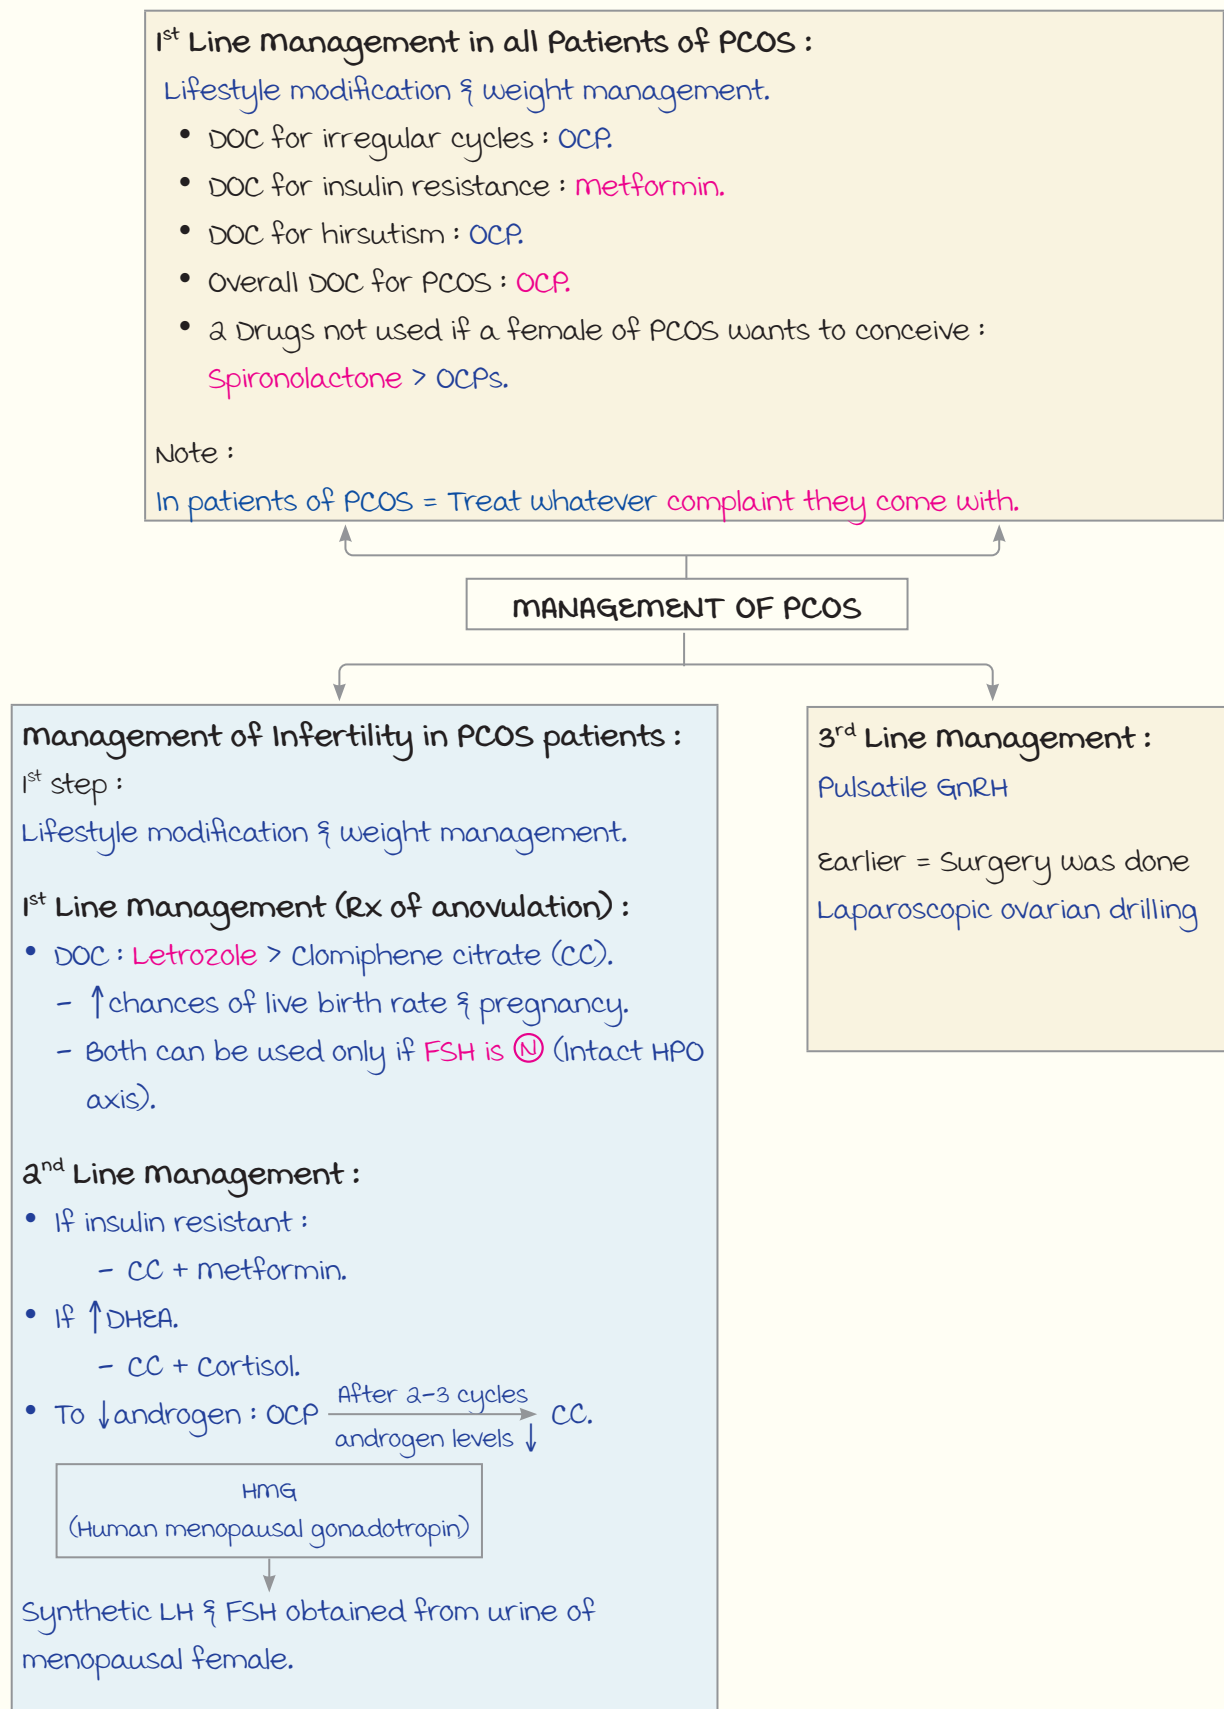 1st Line Management in all Patients of PCOS :
Lifestyle modification & weight management.
• DOC for irregular cycles : OCP.
• DOC for insulin resistance : Metformin.
• DOC for hirsutism : OCP.
• Overall DOC for PCOS : OCP.
• 2 Drugs not used if a female of PCOS wants to conceive :
Spironolactone > OCPs.
Note :
In patients of PCOS = Treat whatever complaint they come with.
MANAGEMENT OF PCOS
Management of Infertility in PCOS patients :
1st step :
Lifestyle modification & weight management.
1st Line Management (Rx of anovulation) :
• DOC : Letrozole > Clomiphene citrate (CC).
- ↑chances of live birth rate & pregnancy.
- Both can be used only if FSH is Ⓝ (Intact HPO
axis).
2nd Line Management :
• If insulin resistant :
- CC + Metformin.
• If ↑DHEA.
- CC + Cortisol.
• To ↓androgen : OCP After 2-3 cycles → CC.
androgen levels ↓
HMG
(Human menopausal gonadotropin)
Synthetic LH & FSH obtained from urine of
menopausal female.
3rd Line Management :
Pulsatile GnRH
Earlier = Surgery was done
Laparoscopic ovarian drilling